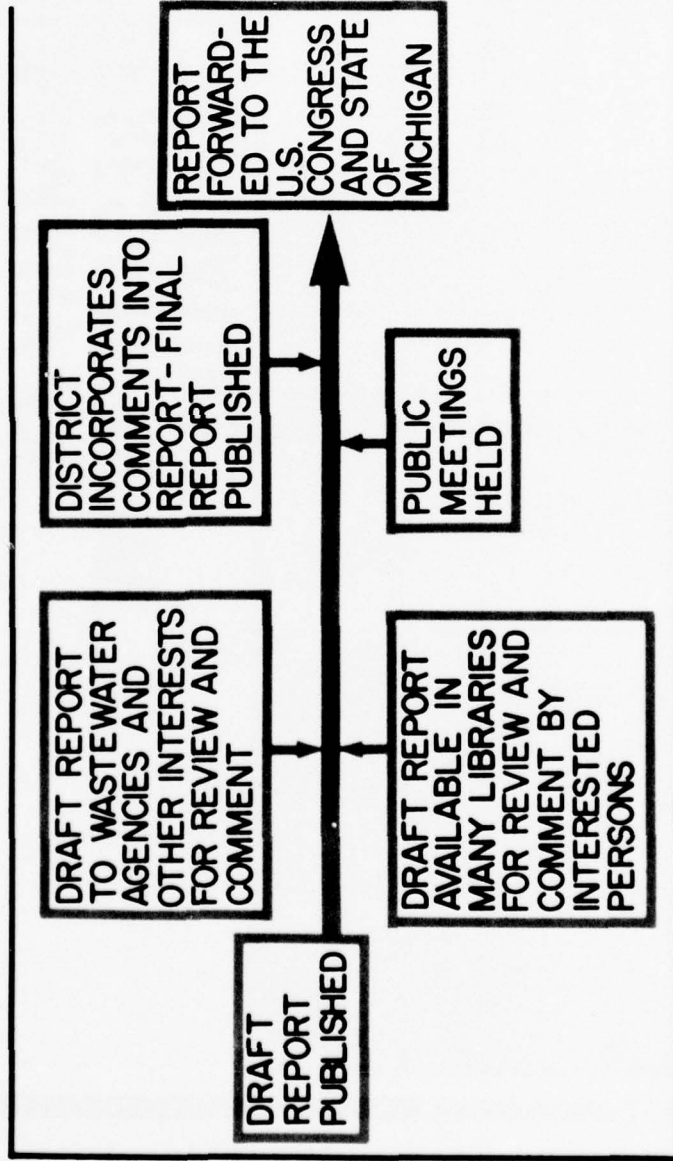 DRAFT
REPORT
PUBLISHED
DRAFT REPORT
TO WASTEWATER
AGENCIES AND
OTHER INTERESTS
FOR REVIEW AND
COMMENT
DRAFT REPORT
AVAILABLE IN
MANY LIBRARIES
FOR REVIEW AND
COMMENT BY
INTERESTED
PERSONS
PUBLIC
MEETINGS
HELD
DISTRICT
INCORPORATES
COMMENTS INTO
REPORT-FINAL
REPORT
PUBLISHED
REPORT
FORWARD-
ED TO THE
U.S.
CONGRESS
AND STATE
OF
MICHIGAN